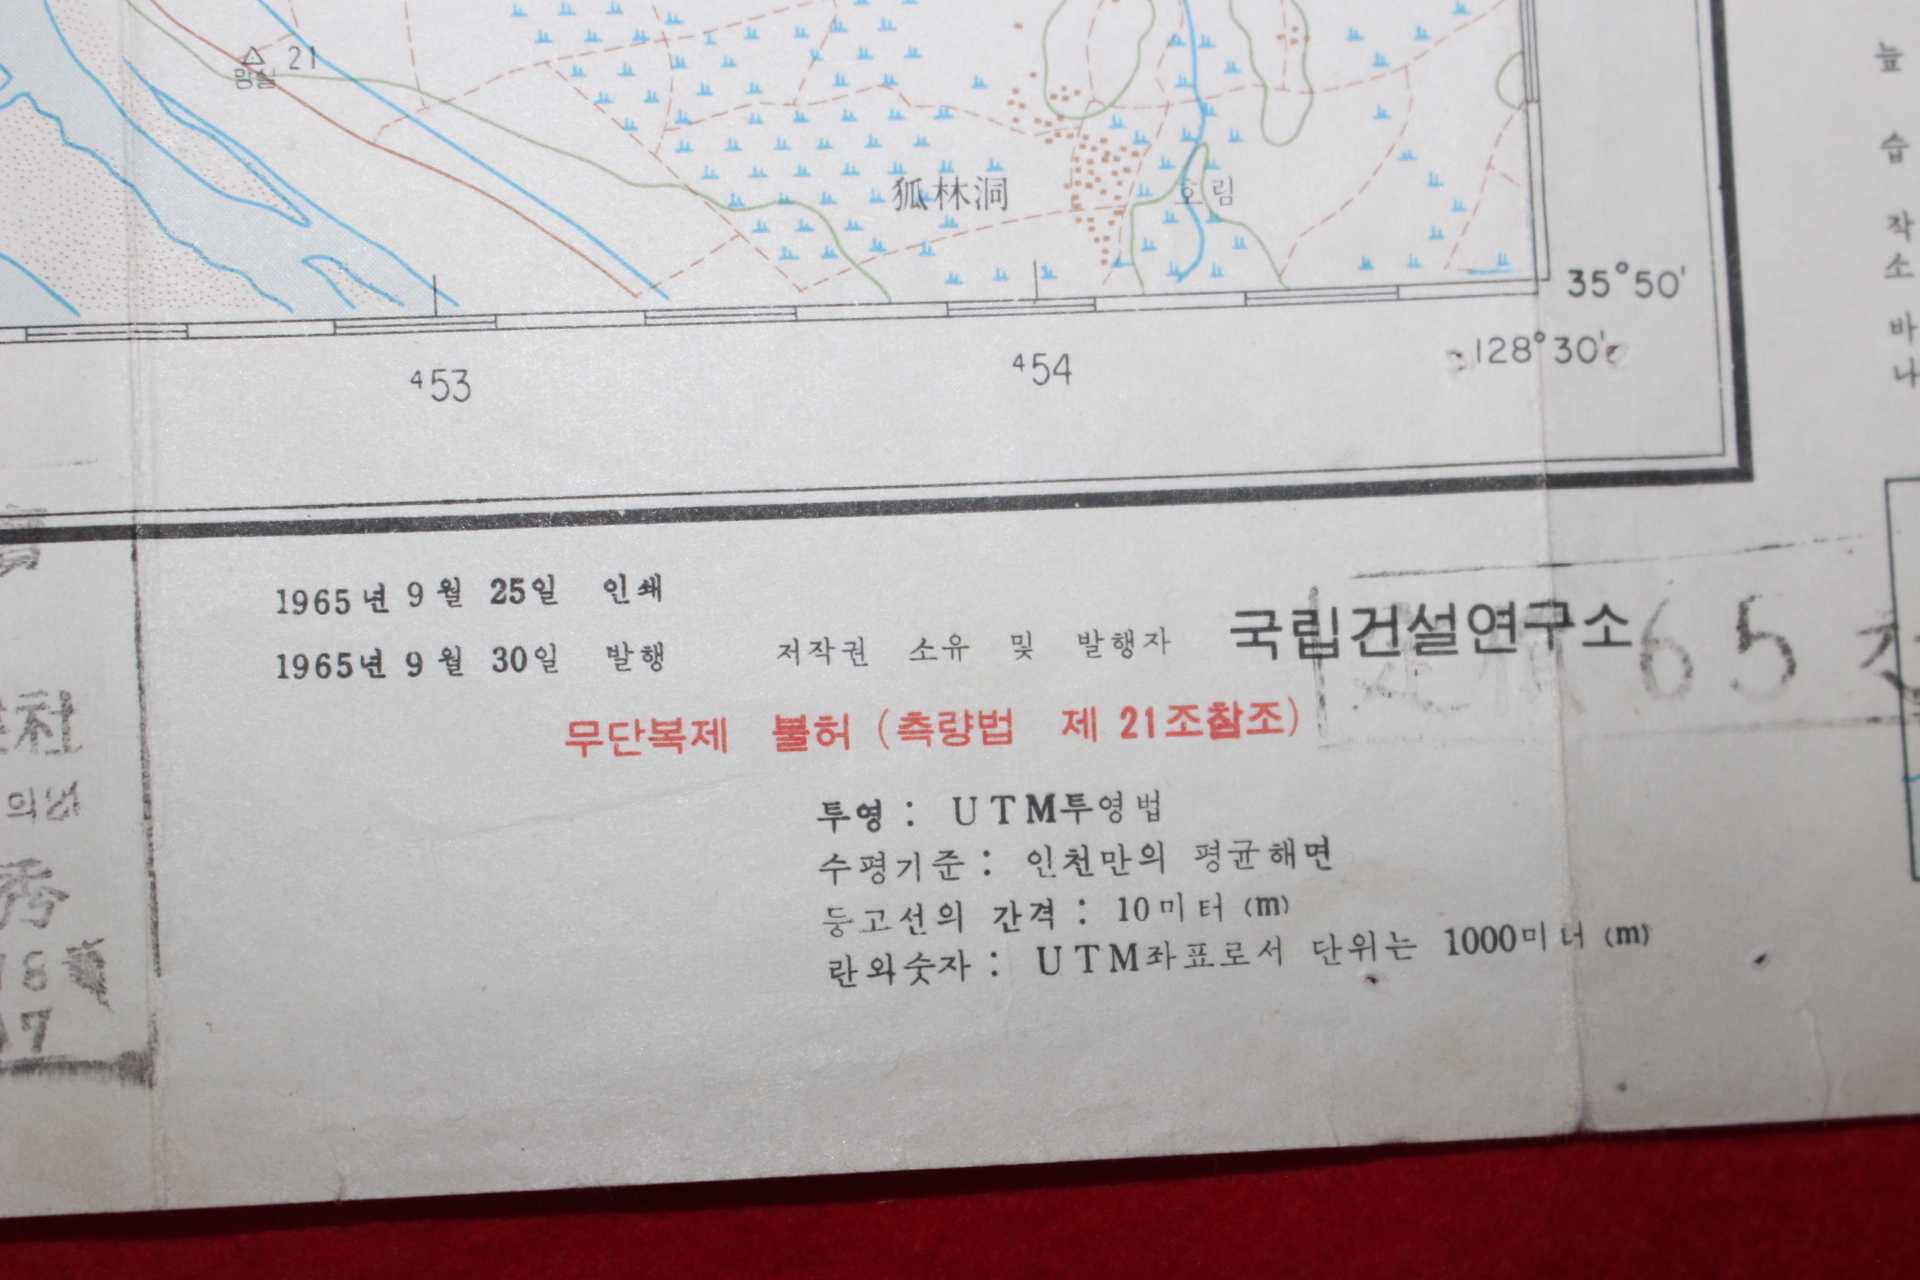 21
망실
狐林洞
호림
35°50'
128°30'
⁴53
⁴54
늪
습
작
소
바
나
1965년 9월 25일 인쇄
1965년 9월 30일 발행 저작권 소유 및 발행자 국립건설연구소
65
무단복제 불허 (측량법 제 21조참조)
투영 : UTM투영법
수평기준 : 인천만의 평균해면
등고선의 간격 : 10미터 (m)
란외숫자 : UTM좌표로서 단위는 1000미터 (m)
社
의
秀